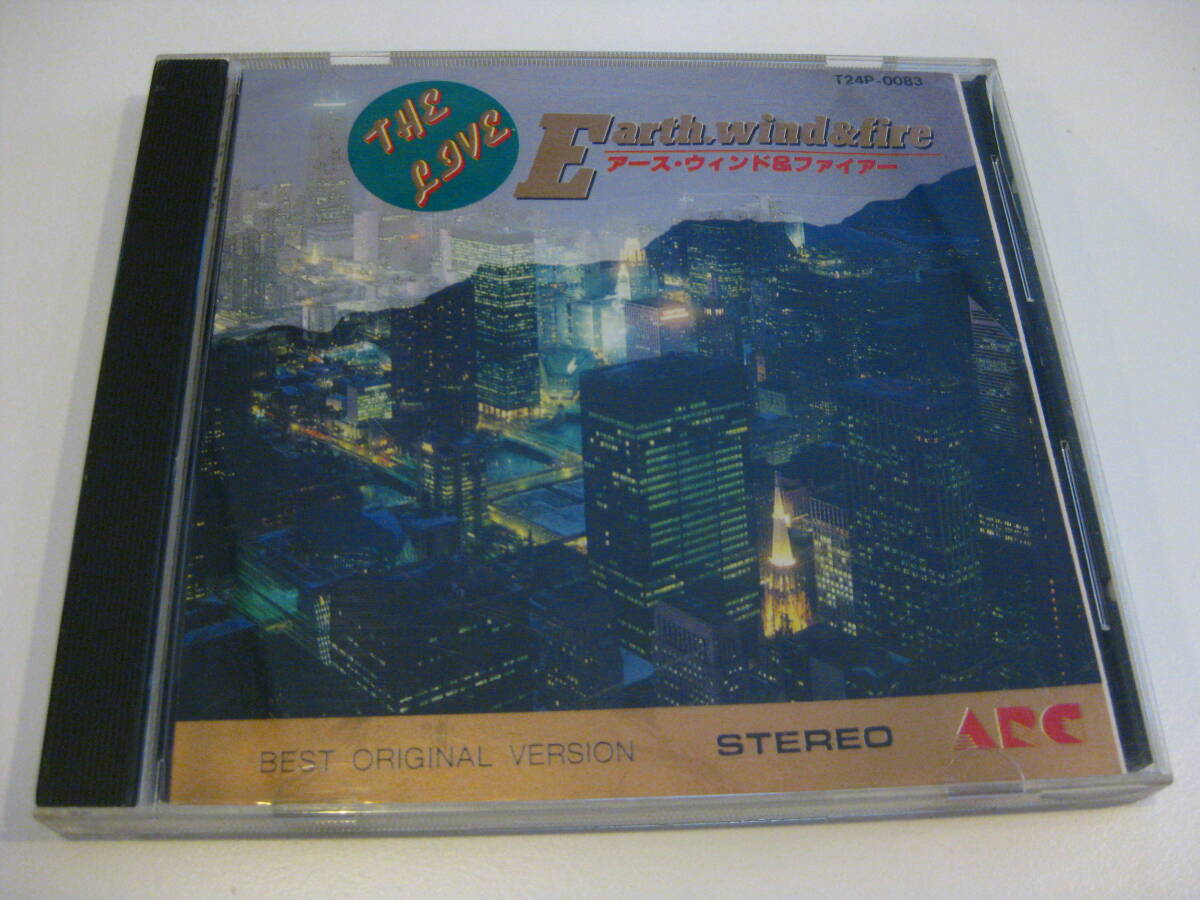 T24P-0083
THE
LIVE
Earth, wind & fire
アース・ウィンド&ファイアー
BEST ORIGINAL VERSION
STEREO
ARC